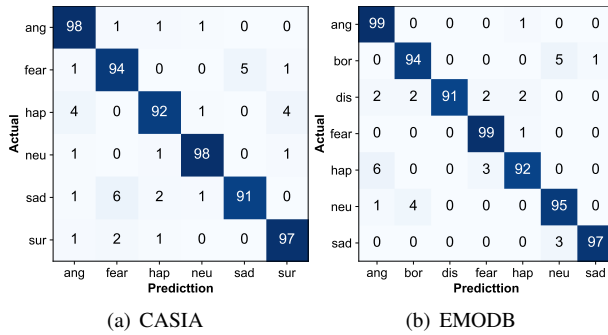 ang 98 1 1 1 0 0
fear 1 94 0 0 5 1
hap 4 0 92 1 0 4
neu 1 0 1 98 0 1
sad 1 6 2 1 91 0
sur 1 2 1 0 0 97
ang fear hap neu sad sur
Actual
Predicttion
(a) CASIA
ang 99 0 0 0 1 0 0
bor 0 94 0 0 0 5 1
dis 2 2 91 2 2 0 0
fear 0 0 0 99 1 0 0
hap 6 0 0 3 92 0 0
neu 1 4 0 0 0 95 0
sad 0 0 0 0 0 3 97
ang bor dis fear hap neu sad
Actual
Predicttion
(b) EMODB